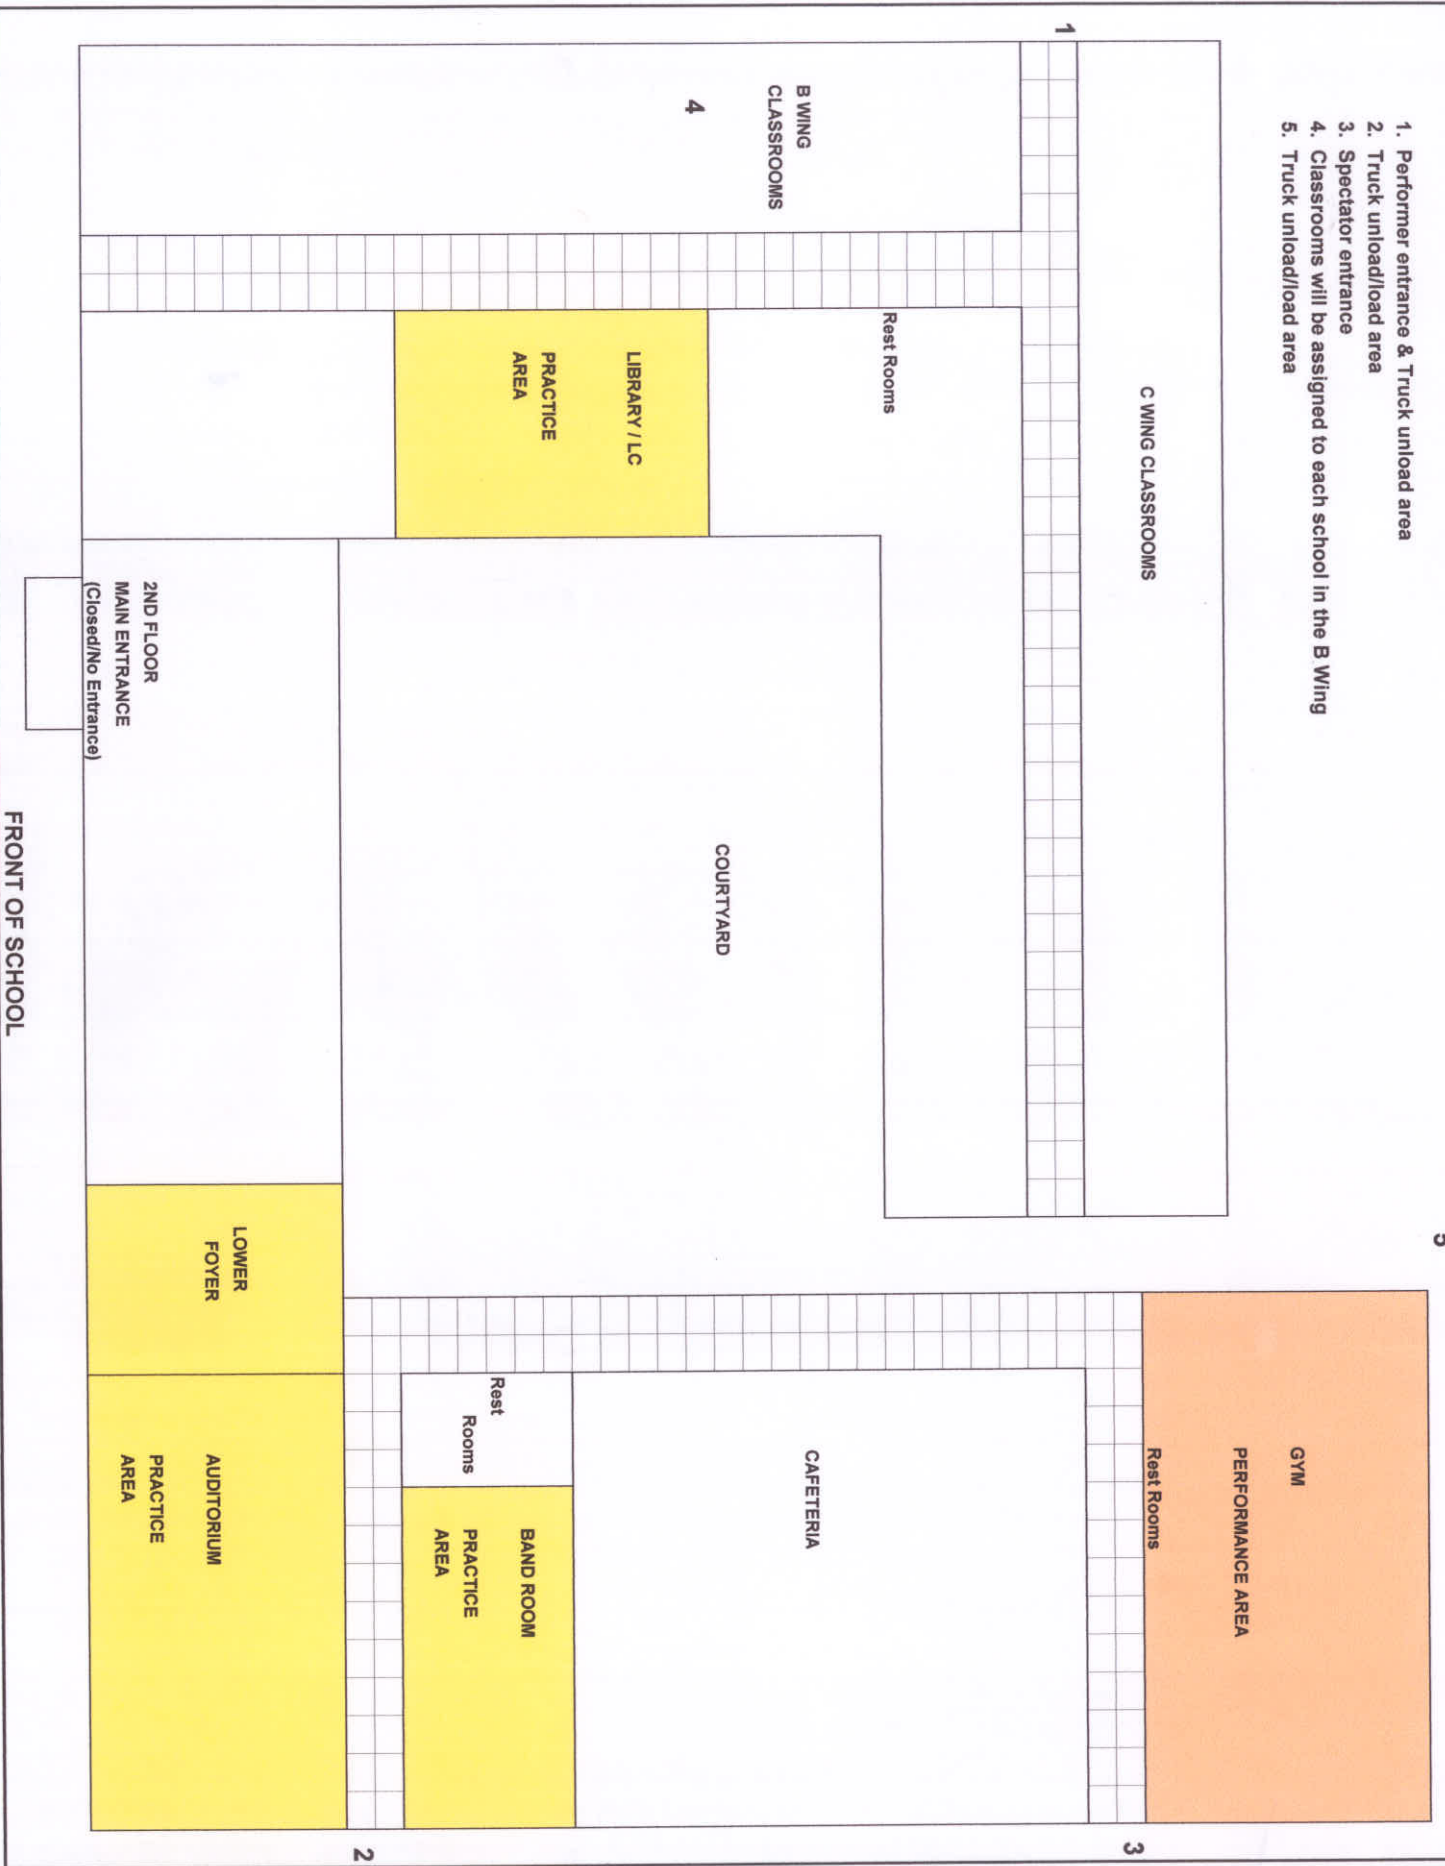 1. Performer entrance & Truck unload area
2. Truck unload/load area
3. Spectator entrance
4. Classrooms will be assigned to each school in the B Wing
5. Truck unload/load area
5
1
C WING CLASSROOMS
GYM
PERFORMANCE AREA
Rest Rooms
3
B WING
CLASSROOMS
4
Rest Rooms
LIBRARY / LC
PRACTICE
AREA
COURTYARD
CAFETERIA
Rest
Rooms
BAND ROOM
PRACTICE
AREA
2
LOWER
FOYER
AUDITORIUM
PRACTICE
AREA
2ND FLOOR
MAIN ENTRANCE
(Closed/No Entrance)
FRONT OF SCHOOL